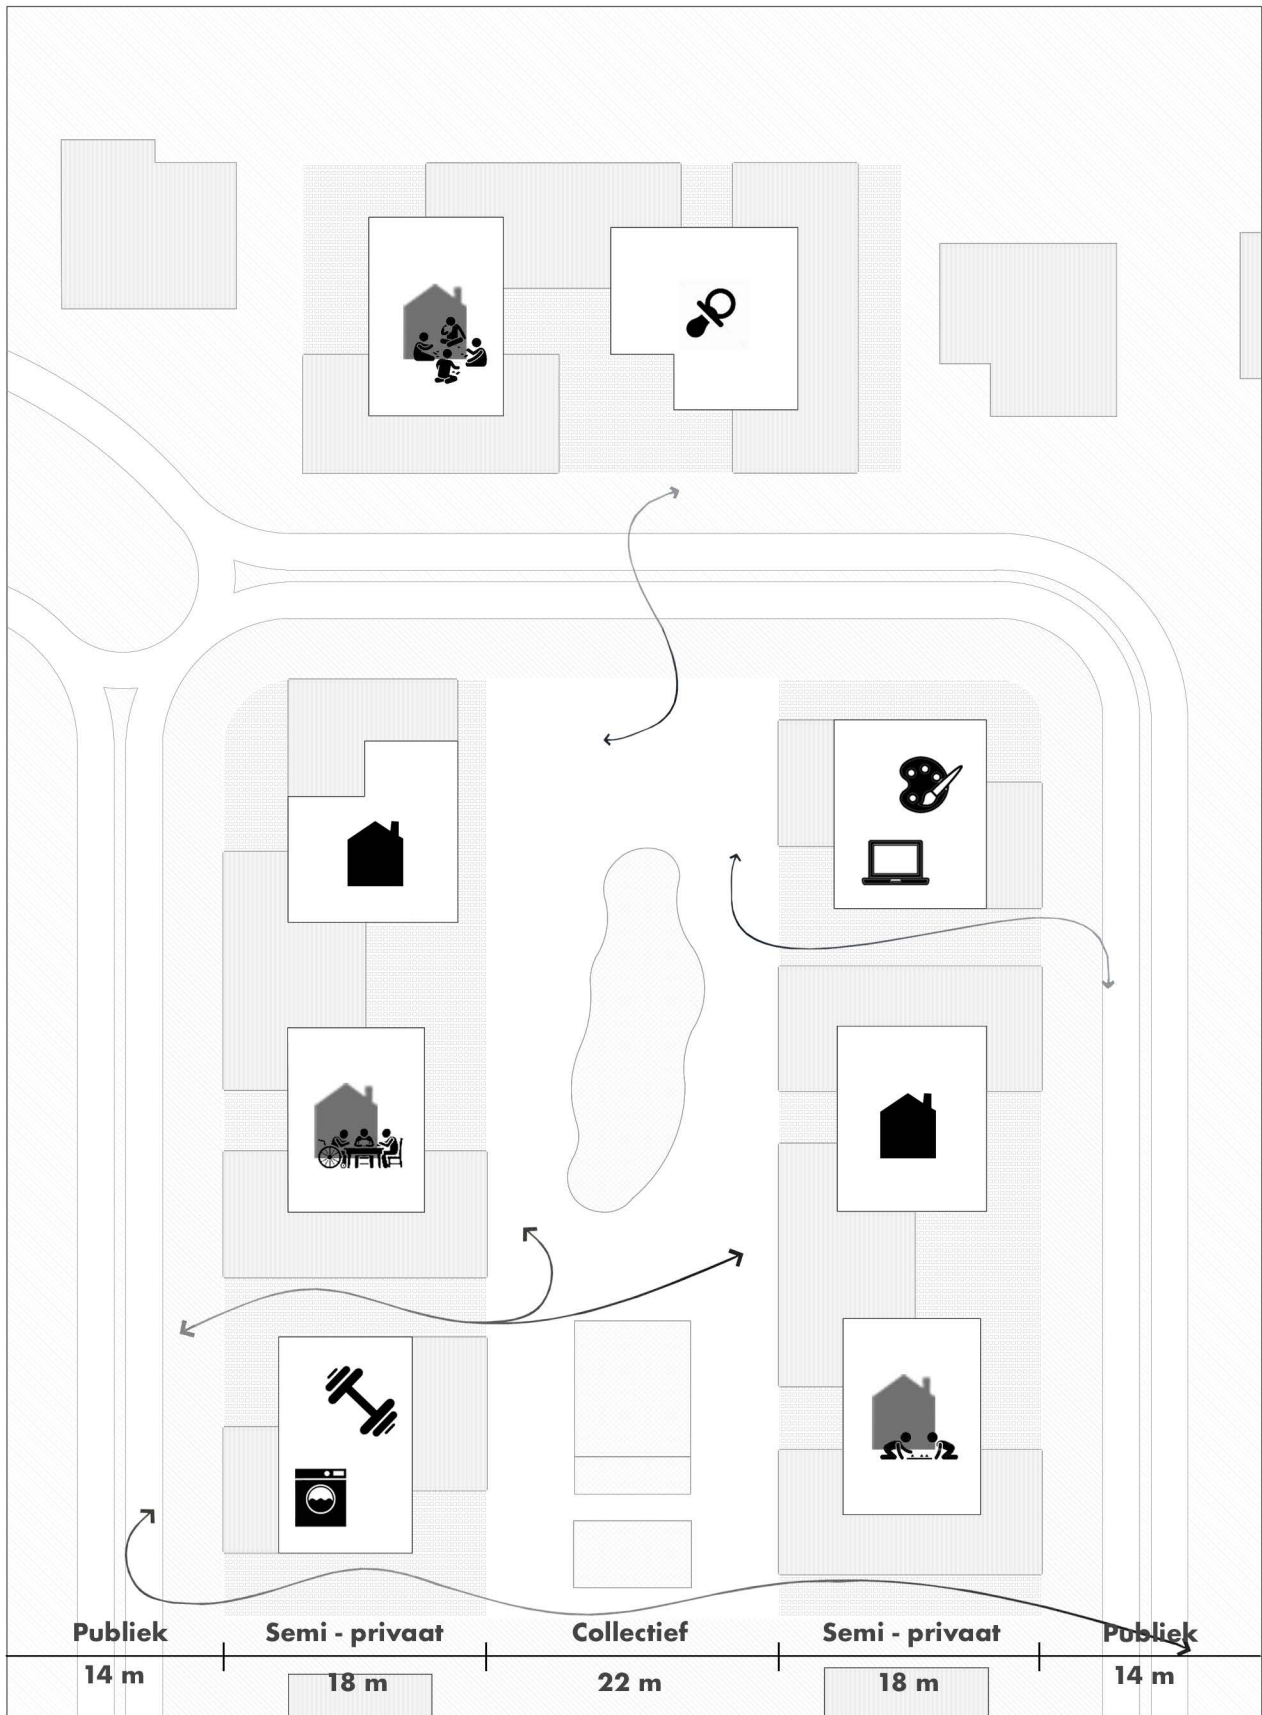 Publiek Semi - privaat Collectief Semi - privaat Publiek
14 m 18 m 22 m 18 m 14 m